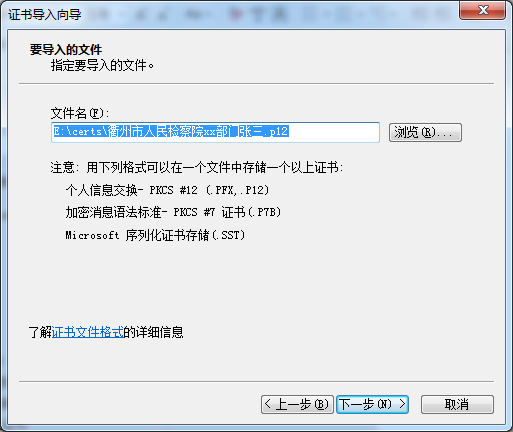 证书导入向导
要导入的文件
指定要导入的文件。
文件名(F):
E:\certs\衢州市人民检察院xx部门张三.p12
浏览(R)...
注意: 用下列格式可以在一个文件中存储一个以上证书:
个人信息交换- PKCS #12 (.PFX,.P12)
加密消息语法标准- PKCS #7 证书(.P7B)
Microsoft 序列化证书存储(.SST)
了解证书文件格式的详细信息
< 上一步(B) 下一步(N) > 取消